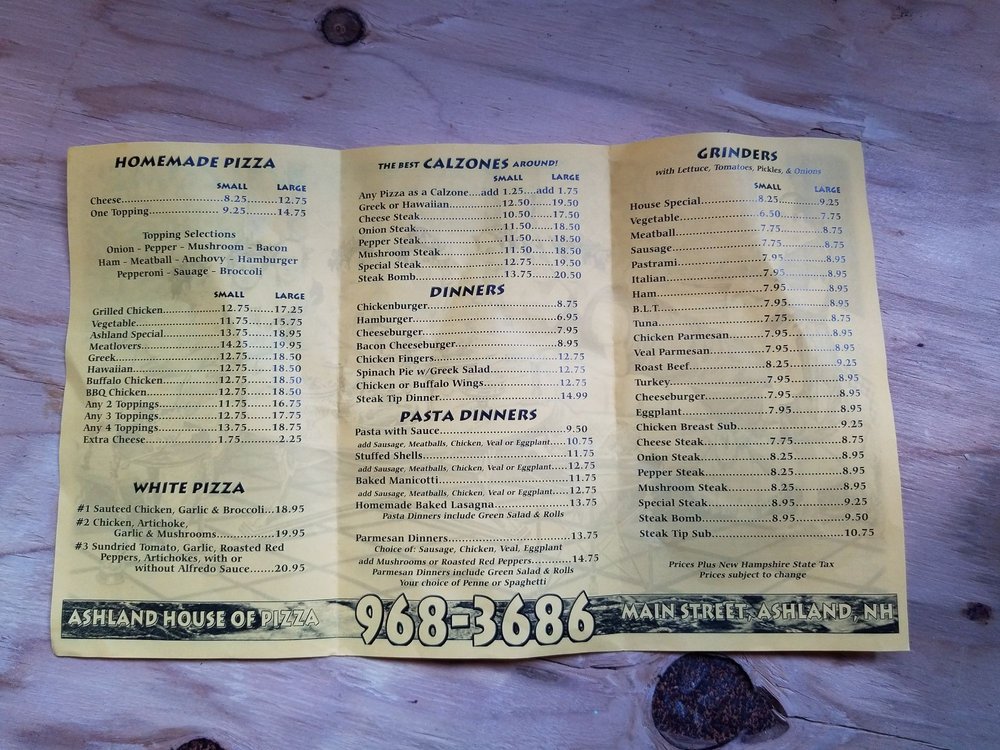 HOMEMADE PIZZA
SMALL LARGE
Cheese....8.25....12.75
One Topping....9.25....14.75
Topping Selections
Onion - Pepper - Mushroom - Bacon
Ham - Meatball - Anchovy - Hamburger
Pepperoni - Sauage - Broccoli
SMALL LARGE
Grilled Chicken....12.75....17.25
Vegetable....11.75....15.75
Ashland Special....13.75....18.95
Meatlovers....14.25....19.95
Greek....12.75....18.50
Hawaiian....12.75....18.50
Buffalo Chicken....12.75....18.50
BBQ Chicken....12.75....18.50
Any 2 Toppings....11.75....16.75
Any 3 Toppings....12.75....17.75
Any 4 Toppings....13.75....18.75
Extra Cheese....1.75....2.25
WHITE PIZZA
#1 Sauteed Chicken, Garlic & Broccoli...18.95
#2 Chicken, Artichoke,
Garlic & Mushrooms....19.95
#3 Sundried Tomato, Garlic, Roasted Red
Peppers, Artichokes, with or
without Alfredo Sauce....20.95
THE BEST CALZONES AROUND!
SMALL LARGE
Any Pizza as a Calzone....add 1.25....add 1.75
Greek or Hawaiian....12.50....19.50
Cheese Steak....10.50....17.50
Onion Steak....11.50....18.50
Pepper Steak....11.50....18.50
Mushroom Steak....11.50....18.50
Special Steak....12.75....19.50
Steak Bomb....13.75....20.50
DINNERS
Chickenburger....8.75
Hamburger....6.95
Cheeseburger....7.95
Bacon Cheeseburger....8.95
Chicken Fingers....12.75
Spinach Pie w/Greek Salad....12.75
Chicken or Buffalo Wings....12.75
Steak Tip Dinner....14.99
PASTA DINNERS
Pasta with Sauce....9.50
add Sausage, Meatballs, Chicken, Veal or Eggplant....10.75
Stuffed Shells....11.75
add Sausage, Meatballs, Chicken, Veal or Eggplant....12.75
Baked Manicotti....11.75
add Sausage, Meatballs, Chicken, Veal or Eggplant....12.75
Homemade Baked Lasagna....13.75
Pasta Dinners include Green Salad & Rolls
Parmesan Dinners....13.75
Choice of: Sausage, Chicken, Veal, Eggplant
add Mushrooms or Roasted Red Peppers....14.75
Parmesan Dinners include Green Salad & Rolls
Your choice of Penne or Spaghetti
GRINDERS
with Lettuce, Tomatoes, Pickles, & Onions
SMALL LARGE
House Special....8.25....9.25
Vegetable....6.50....7.75
Meatball....7.75....8.75
Sausage....7.75....8.75
Pastrami....7.95....8.95
Italian....7.95....8.95
Ham....7.95....8.95
B.L.T....7.95....8.95
Tuna....7.75....8.75
Chicken Parmesan....7.95....8.95
Veal Parmesan....7.95....8.95
Roast Beef....8.25....9.25
Turkey....7.95....8.95
Cheeseburger....7.95....8.95
Eggplant....7.95....8.95
Chicken Breast Sub....9.25
Cheese Steak....7.75....8.75
Onion Steak....8.25....8.95
Pepper Steak....8.25....8.95
Mushroom Steak....8.25....8.95
Special Steak....8.95....9.25
Steak Bomb....8.95....9.50
Steak Tip Sub....10.75
Prices Plus New Hampshire State Tax
Prices subject to change
ASHLAND HOUSE OF PIZZA 968-3686 MAIN STREET, ASHLAND, NH